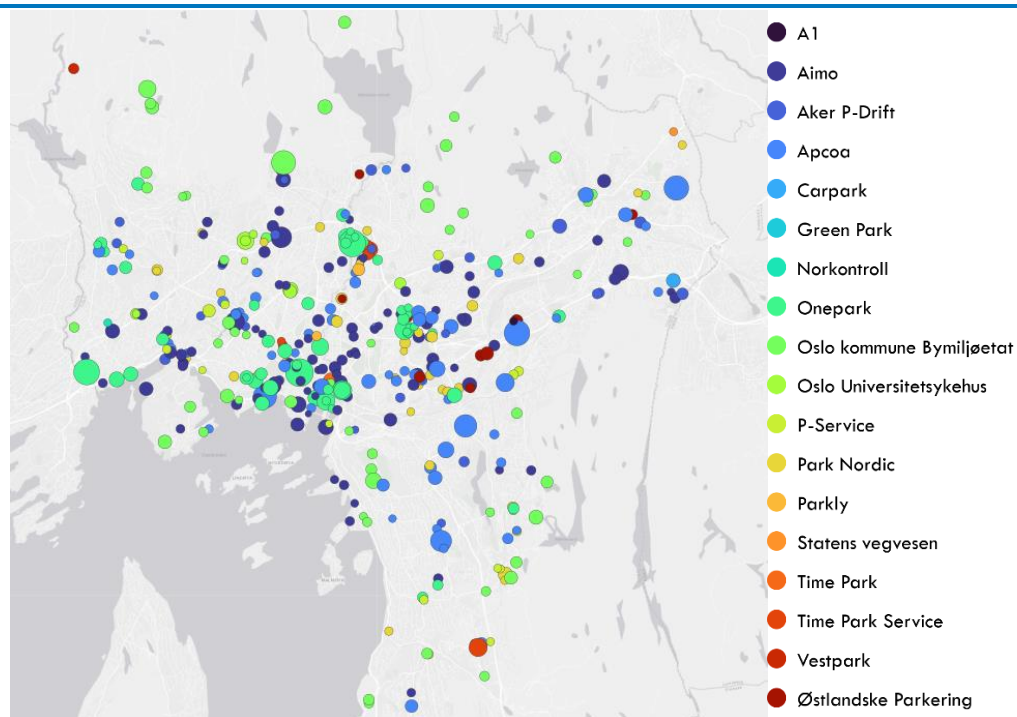 A1
Aimo
Aker P-Drift
Apcoa
Carpark
Green Park
Norkontroll
Onepark
Oslo kommune Bymiljøetat
Oslo Universitetsykehus
P-Service
Park Nordic
Parkly
Statens vegvesen
Time Park
Time Park Service
Vestpark
Østlandske Parkering